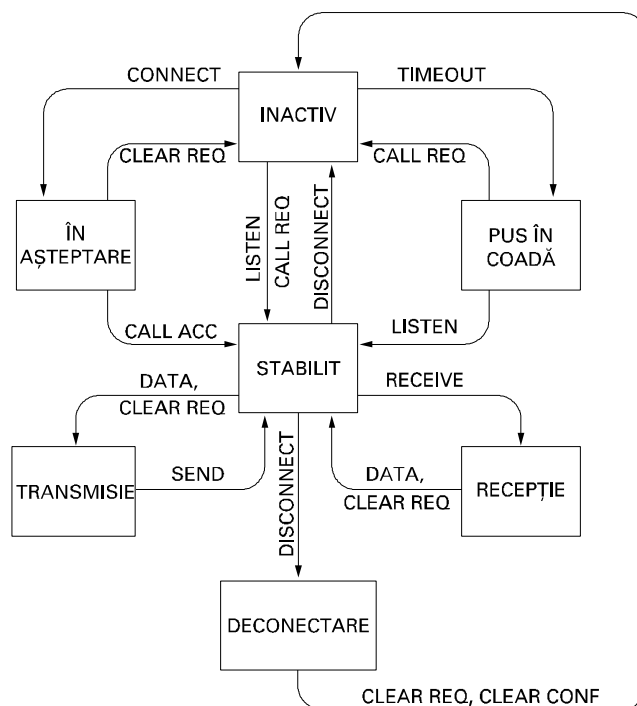 CONNECT
TIMEOUT
INACTIV
CLEAR REQ
CALL REQ
ÎN
AȘTEPTARE
LISTEN
CALL REQ
DISCONNECT
PUS ÎN
COADĂ
CALL ACC
LISTEN
STABILIT
DATA,
CLEAR REQ
RECEIVE
TRANSMISIE
SEND
DISCONNECT
DATA,
CLEAR REQ
RECEPȚIE
DECONECTARE
CLEAR REQ, CLEAR CONF